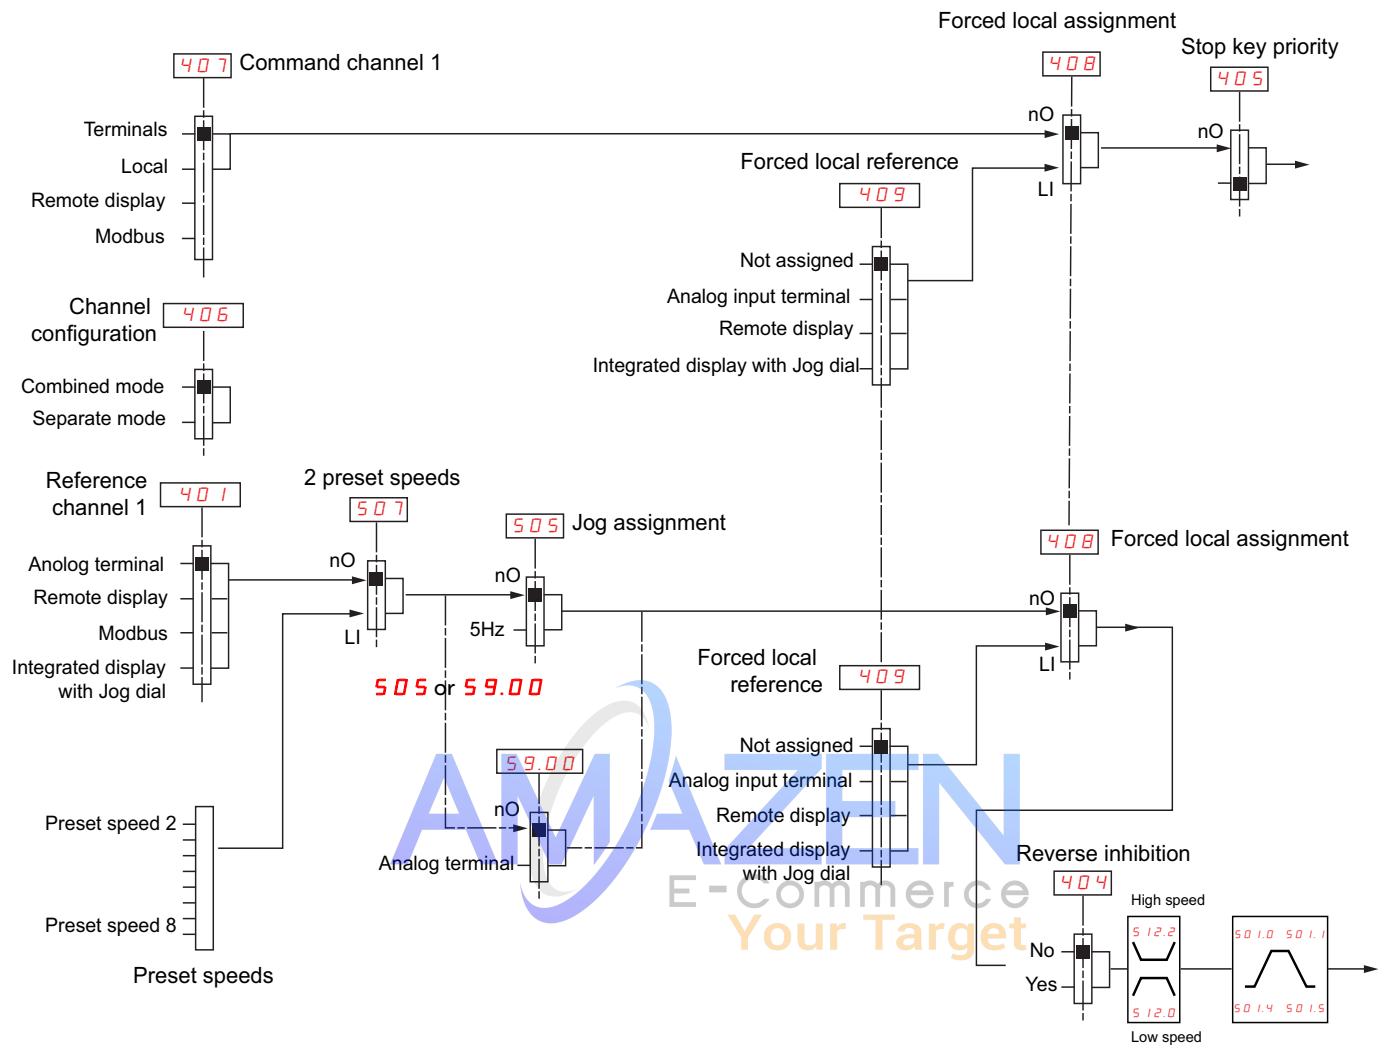 Forced local assignment
Stop key priority
407 Command channel 1
408
405
nO
nO
Terminals
Local
Remote display
Modbus
Forced local reference
409
LI
Not assigned
Analog input terminal
Remote display
Integrated display with Jog dial
Channel
configuration
406
Combined mode
Separate mode
Reference
channel 1
401
2 preset speeds
507
505 Jog assignment
408 Forced local assignment
Anolog terminal
Remote display
Modbus
Integrated display
with Jog dial
nO
LI
nO
5Hz
nO
LI
505 or 59.00
Forced local
reference
409
59.00
nO
Analog terminal
Not assigned
Analog input terminal
Remote display
Integrated display
with Jog dial
AMAZEN
E-Commerce
Your Target
Preset speed 2
Preset speed 8
Preset speeds
Reverse inhibition
404
No
Yes
High speed
512.2
512.0
Low speed
501.0 501.1
501.4 501.5